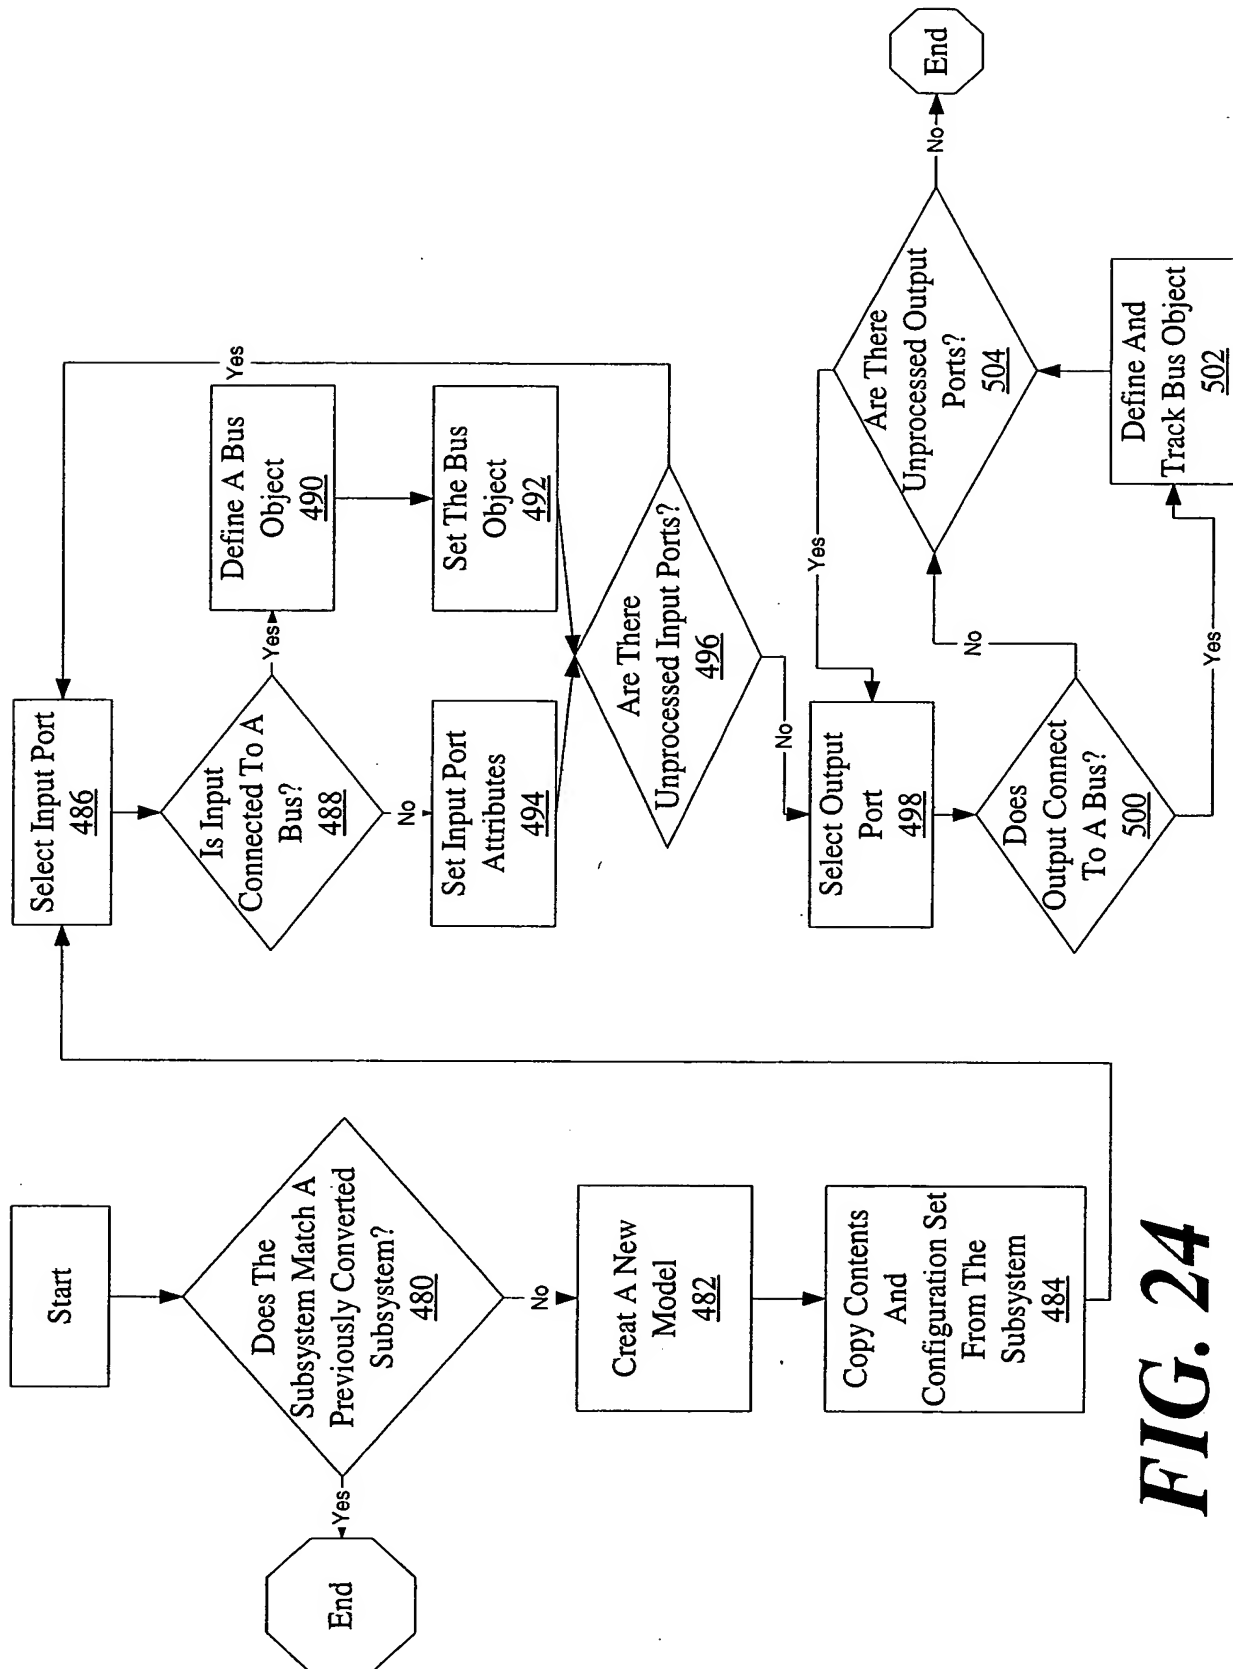 Start
Does The
Subsystem Match A
Previously Converted
Subsystem?
480
Yes
End
No
Creat A New
Model
482
Copy Contents
And
Configuration Set
From The
Subsystem
484
Select Input Port
486
Is Input
Connected To A
Bus?
488
Yes
Define A Bus
Object
490
Set The Bus
Object
492
No
Set Input Port
Attributes
494
Are There
Unprocessed Input Ports?
496
Yes
No
Select Output
Port
498
Does
Output Connect
To A Bus?
500
No
Yes
Define And
Track Bus Object
502
Are There
Unprocessed Output
Ports?
504
Yes
No
End
FIG. 24